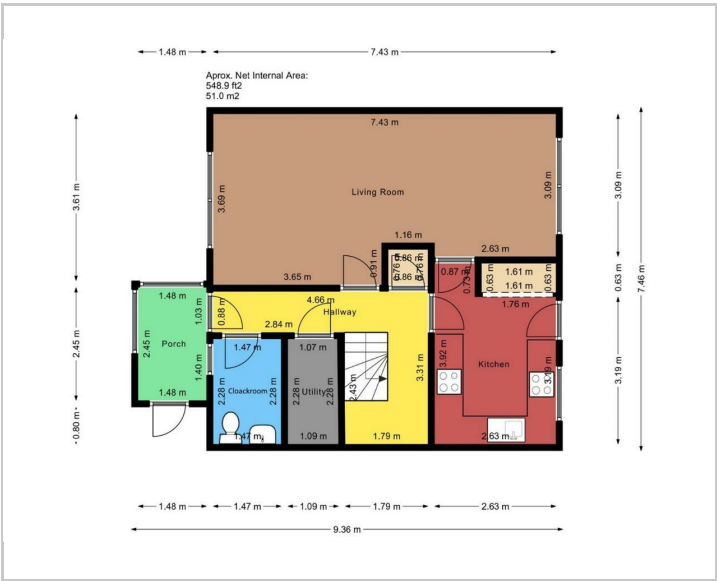 1.48 m 7.43 m
Aprox. Net Internal Area:
548.9 ft2
51.0 m2
7.43 m
3.61 m
3.69 m
Living Room
3.09 m
3.09 m
7.46 m
1.16 m
2.63 m
0.91 m
0.86 m
0.76 m
0.76 m
0.86 m
3.65 m
0.87 m
0.73 m
0.63 m
1.61 m
1.61 m
0.63 m
0.63 m
1.48 m
1.03 m
0.88 m
4.66 m
Hallway
2.84 m
1.76 m
2.45 m
2.45 m
Porch
1.40 m
1.48 m
1.47 m
2.28 m
Cloackroom
2.28 m
1.47 m
1.07 m
2.28 m
Utility
2.28 m
1.09 m
2.43 m
3.31 m
1.79 m
3.92 m
Kitchen
3.19 m
3.19 m
2.63 m
0.80 m
1.48 m 1.47 m 1.09 m 1.79 m 2.63 m
9.36 m